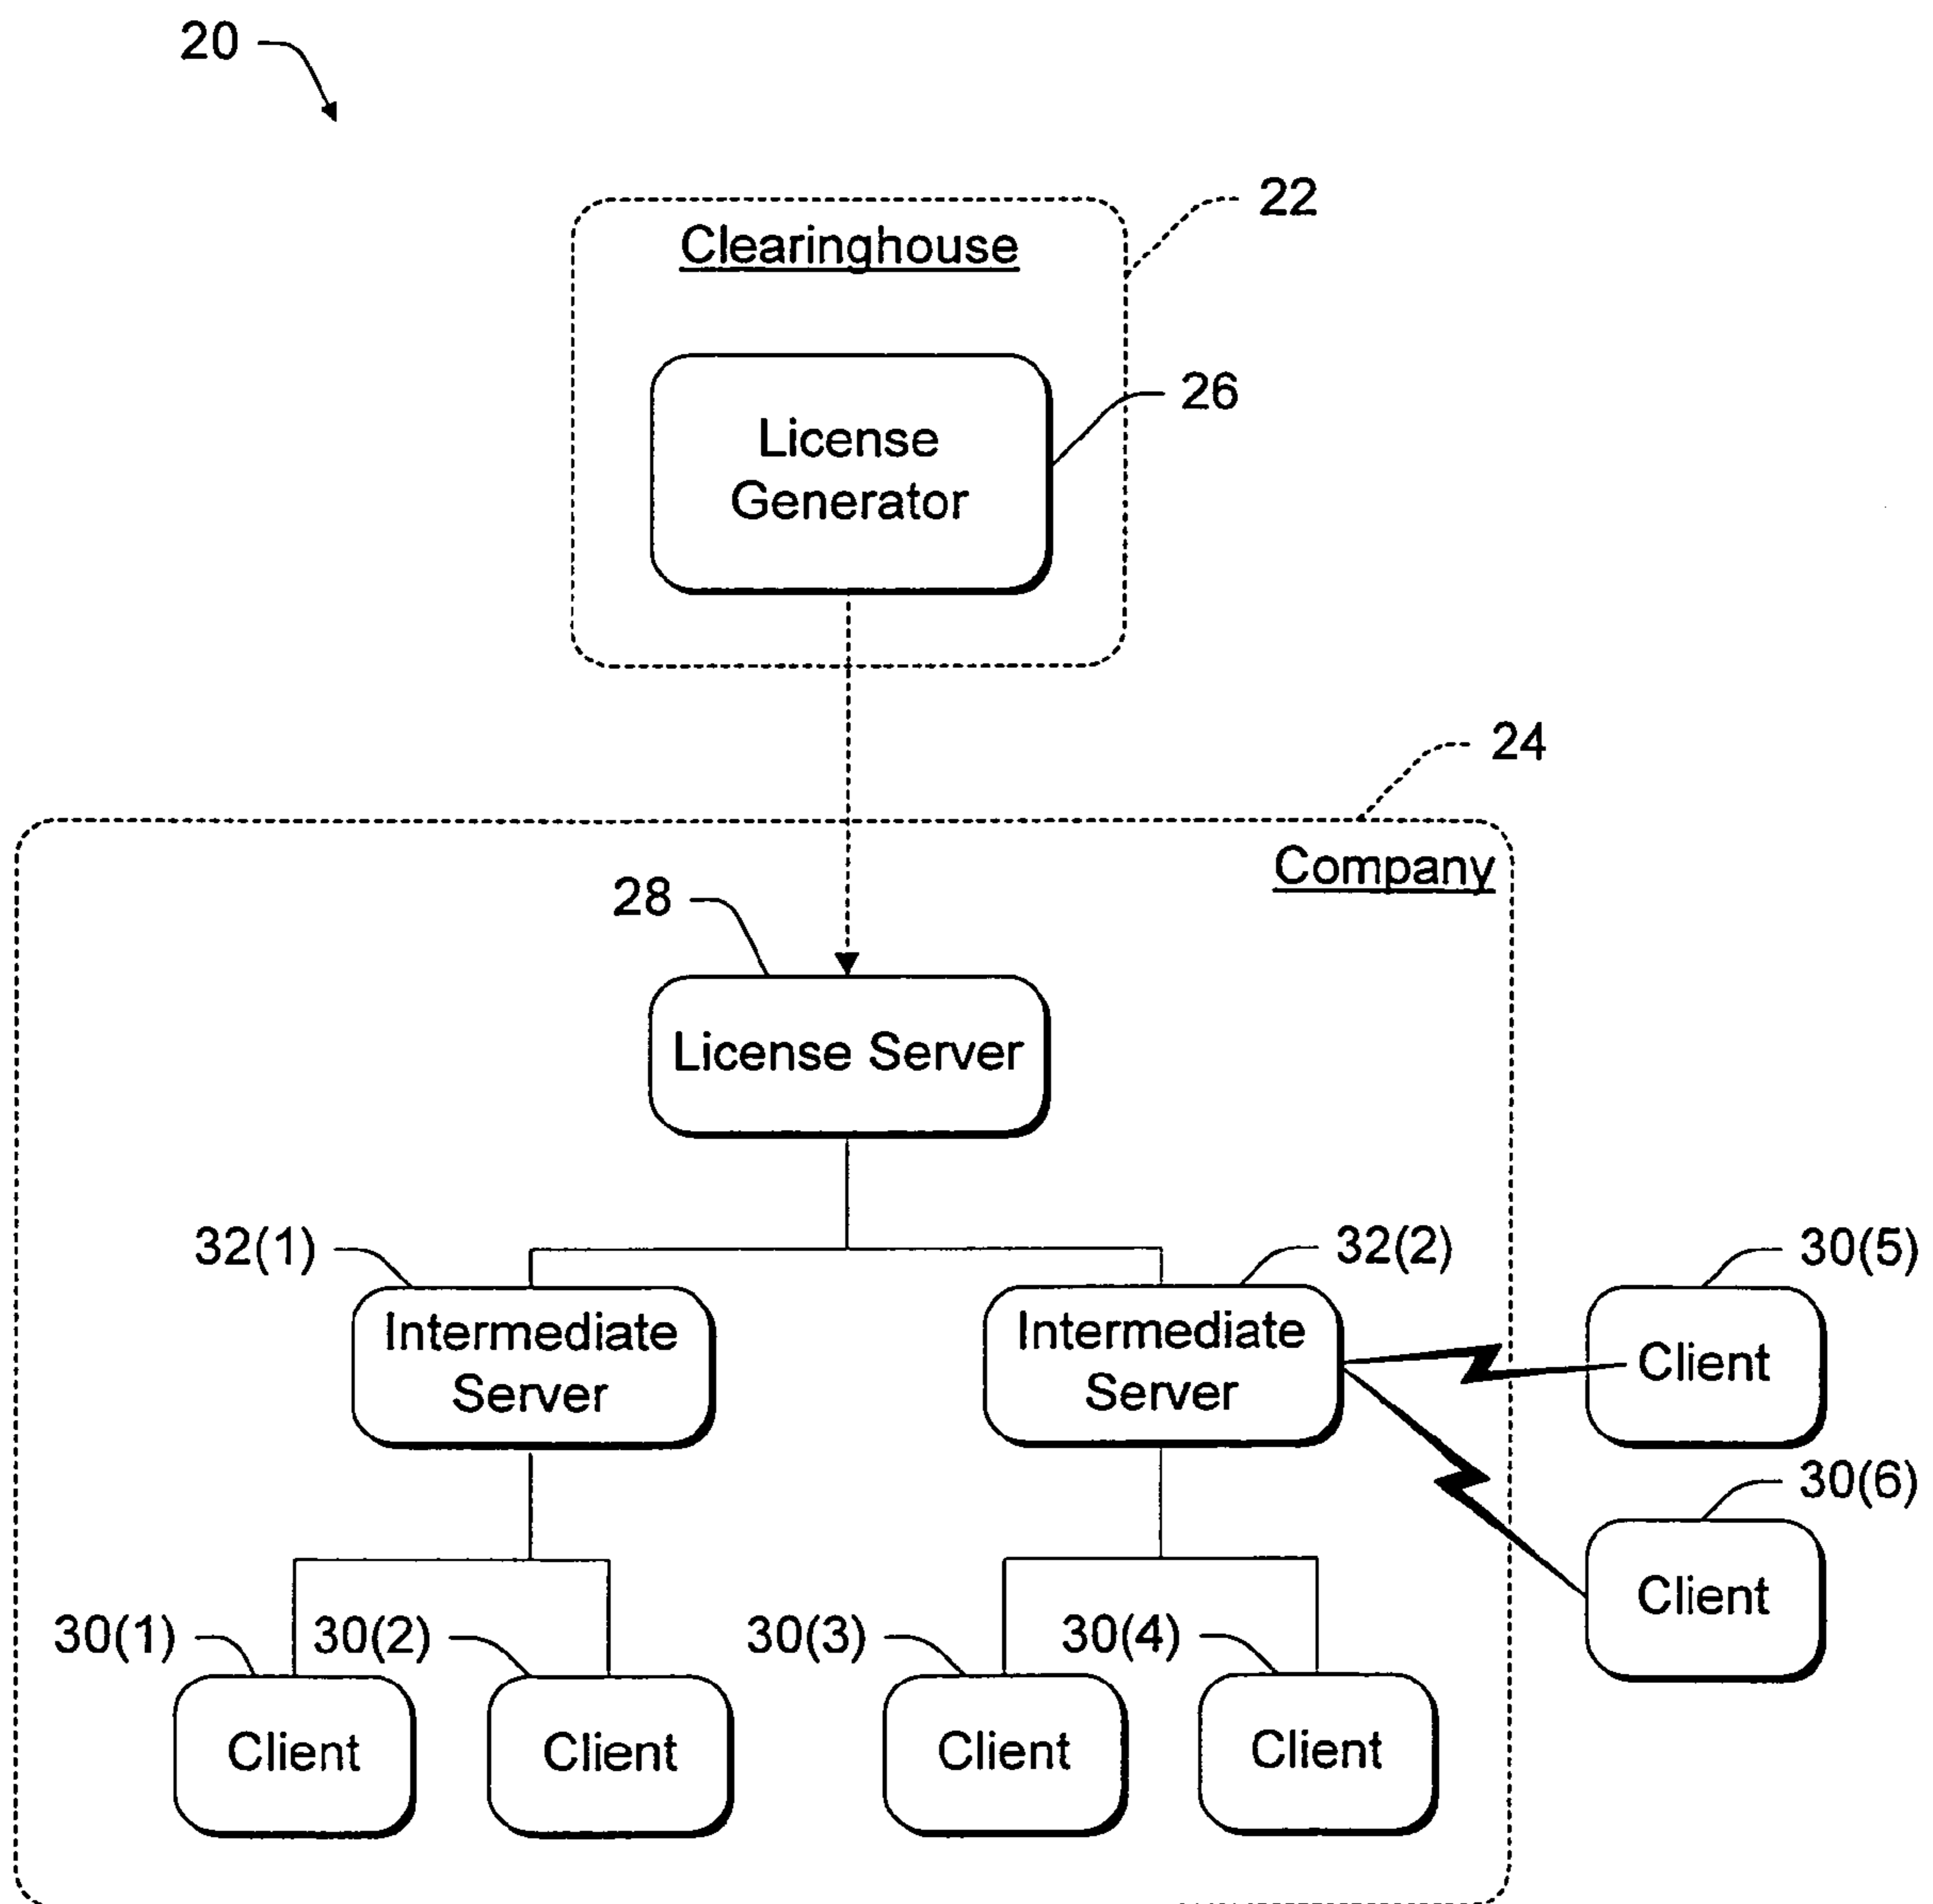 20
22
Clearinghouse
26
License
Generator
24
Company
28
License Server
32(1)
32(2)
30(5)
Intermediate
Server
Intermediate
Server
Client
30(6)
Client
30(1)
30(2)
30(3)
30(4)
Client
Client
Client
Client